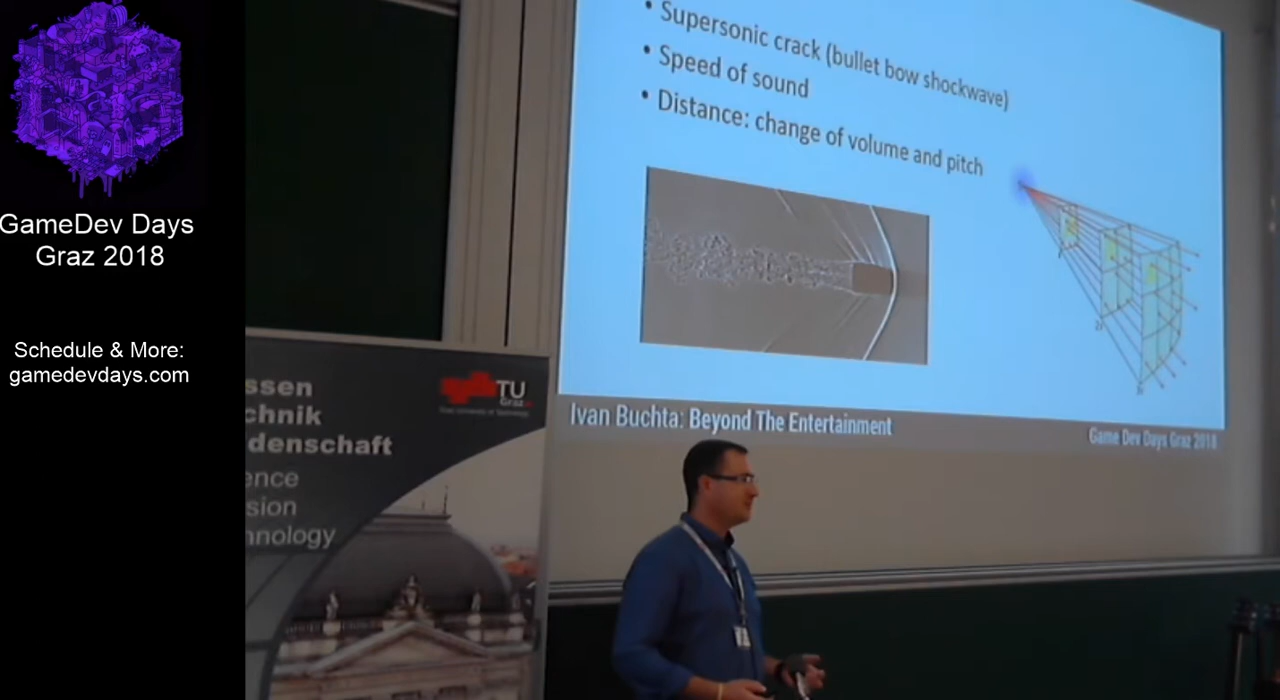 GameDev Days
Graz 2018
Schedule & More:
gamedevdays.com
• Supersonic crack (bullet bow shockwave)
• Speed of sound
• Distance: change of volume and pitch
Ivan Buchta: Beyond The Entertainment
Game Dev Days Graz 2018
ssen
chnik
denschaft
ence
sion
hnology
TU
Graz